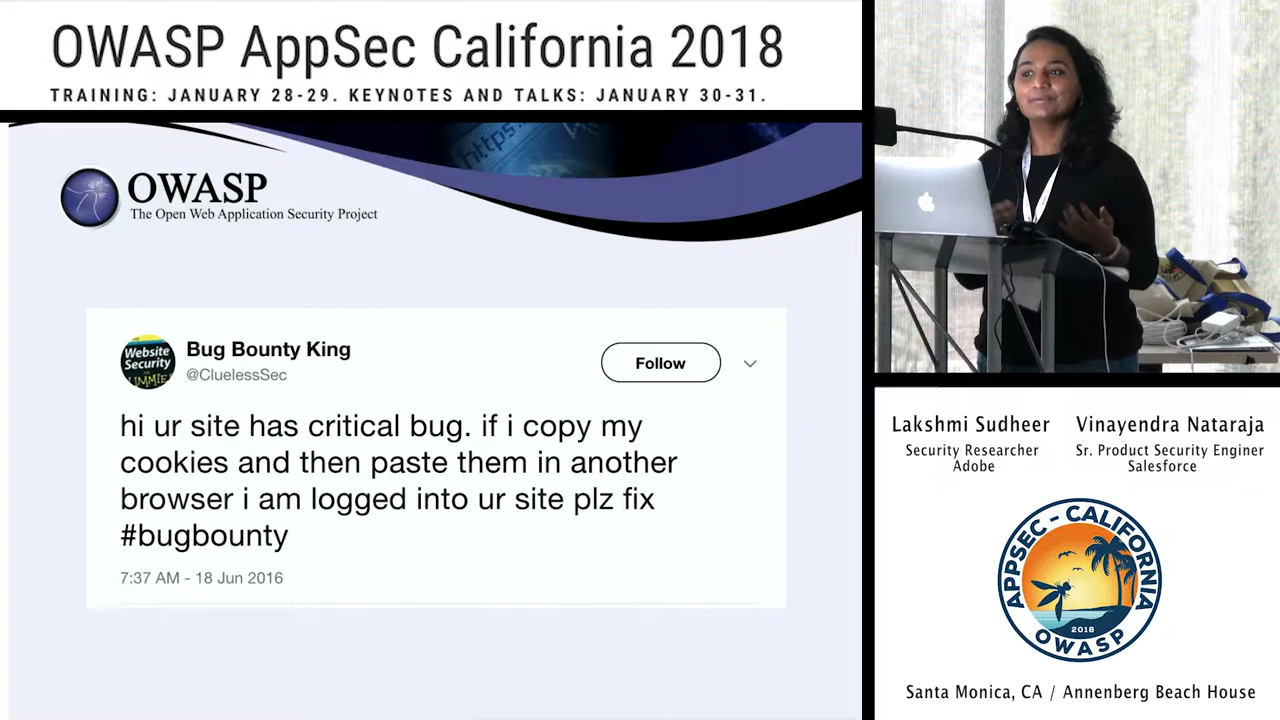 OWASP AppSec California 2018
TRAINING: JANUARY 28-29. KEYNOTES AND TALKS: JANUARY 30-31.
https:
OWASP
The Open Web Application Security Project
Website
Security
DUMMIES
Bug Bounty King
@CluelessSec
Follow
hi ur site has critical bug. if i copy my
cookies and then paste them in another
browser i am logged into ur site plz fix
#bugbounty
7:37 AM - 18 Jun 2016
Lakshmi Sudheer
Security Researcher
Adobe
Vinayendra Nataraja
Sr. Product Security Enginer
Salesforce
APPSEC - CALIFORNIA
2018
OWASP
Santa Monica, CA / Annenberg Beach House